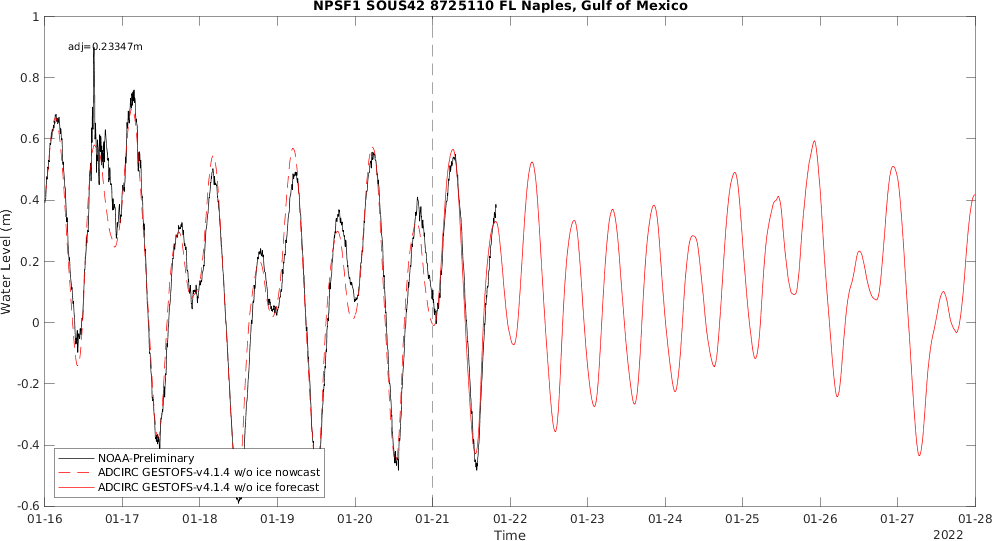 NPSF1 SOUS42 8725110 FL Naples, Gulf of Mexico
adj=0.23347m
1
0.8
0.6
0.4
0.2
0
-0.2
-0.4
-0.6
Water Level (m)
NOAA-Preliminary
ADCIRC GESTOFS-v4.1.4 w/o ice nowcast
ADCIRC GESTOFS-v4.1.4 w/o ice forecast
01-16 01-17 01-18 01-19 01-20 01-21 01-22 01-23 01-24 01-25 01-26 01-27 01-28
Time
2022